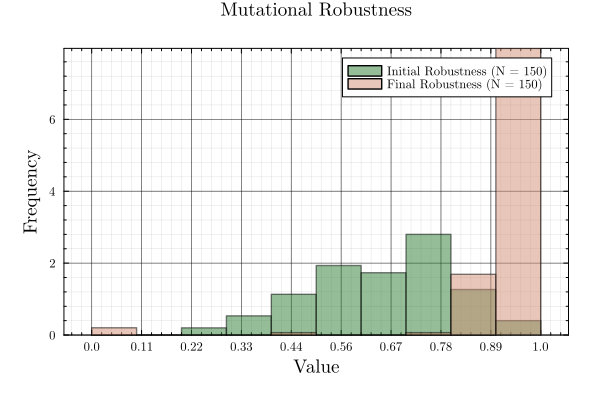 Mutational Robustness
Initial Robustness (N = 150)
Final Robustness (N = 150)
Frequency
6
4
2
0
0.0 0.11 0.22 0.33 0.44 0.56 0.67 0.78 0.89 1.0
Value